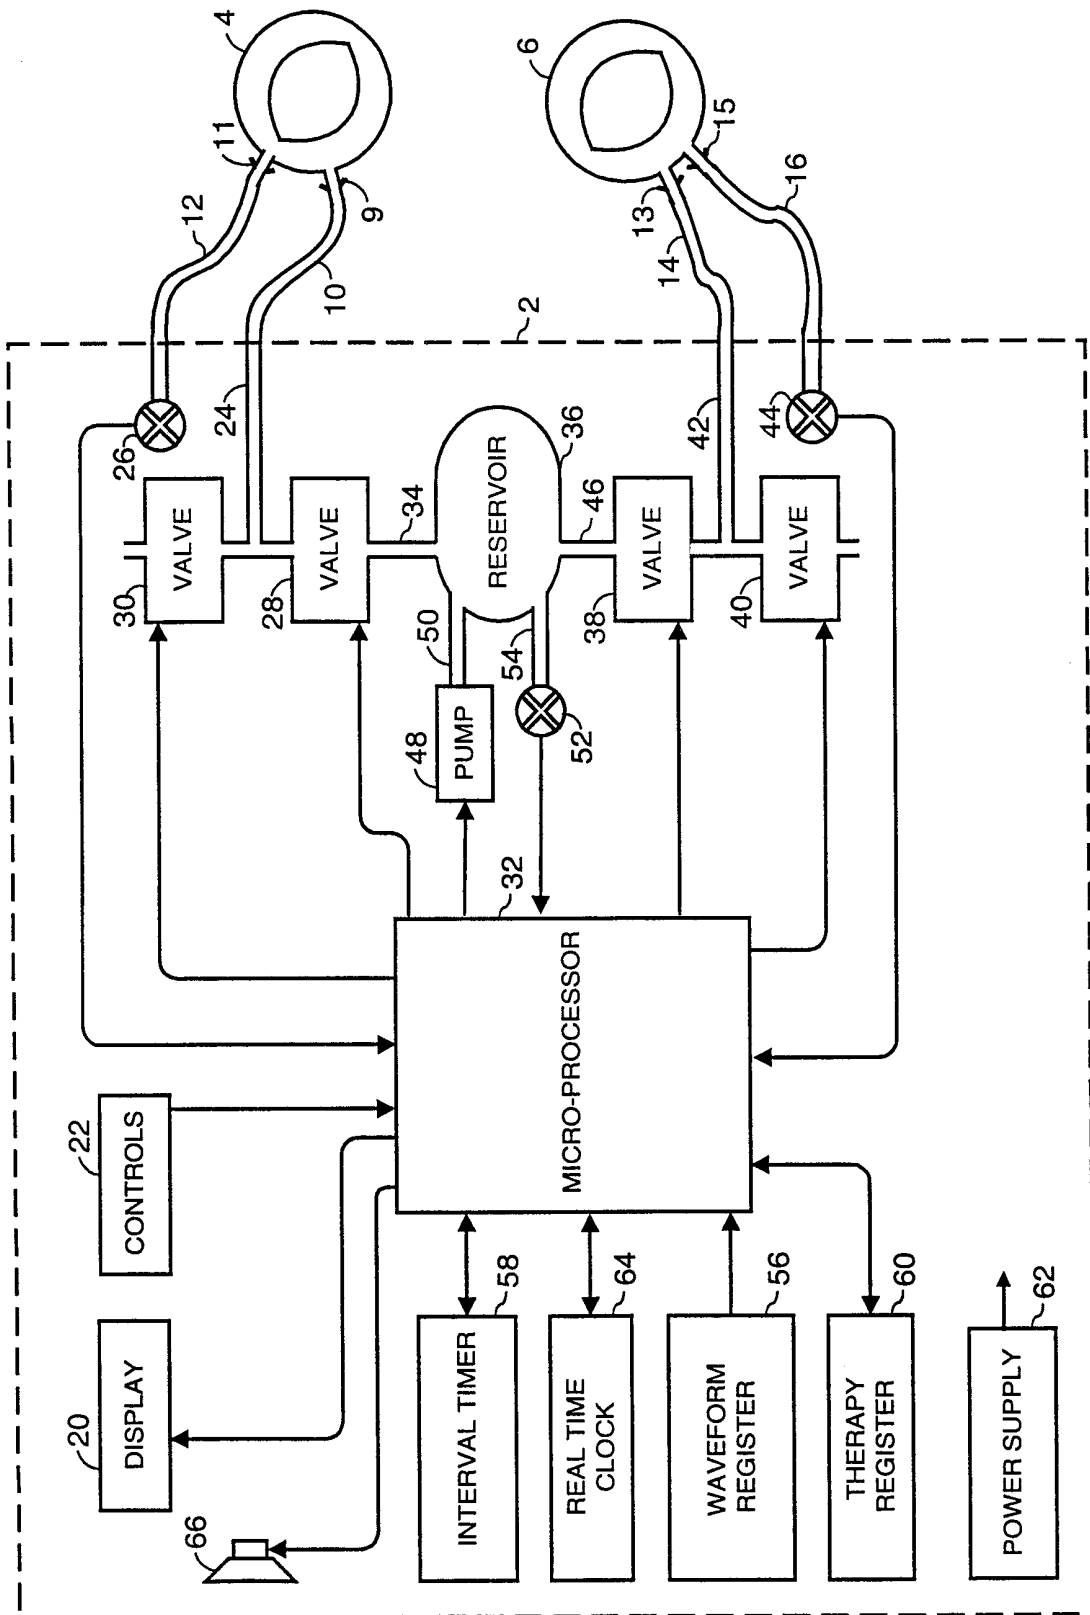 66
20
DISPLAY
22
CONTROLS
INTERVAL TIMER
58
REAL TIME
CLOCK
64
WAVEFORM
REGISTER
56
THERAPY
REGISTER
60
POWER SUPPLY
62
MICRO-PROCESSOR
32
48
PUMP
50
52
54
30
VALVE
28
VALVE
34
RESERVOIR
36
46
38
VALVE
40
VALVE
26
24
42
44
2
12
10
11
9
4
14
13
16
15
6